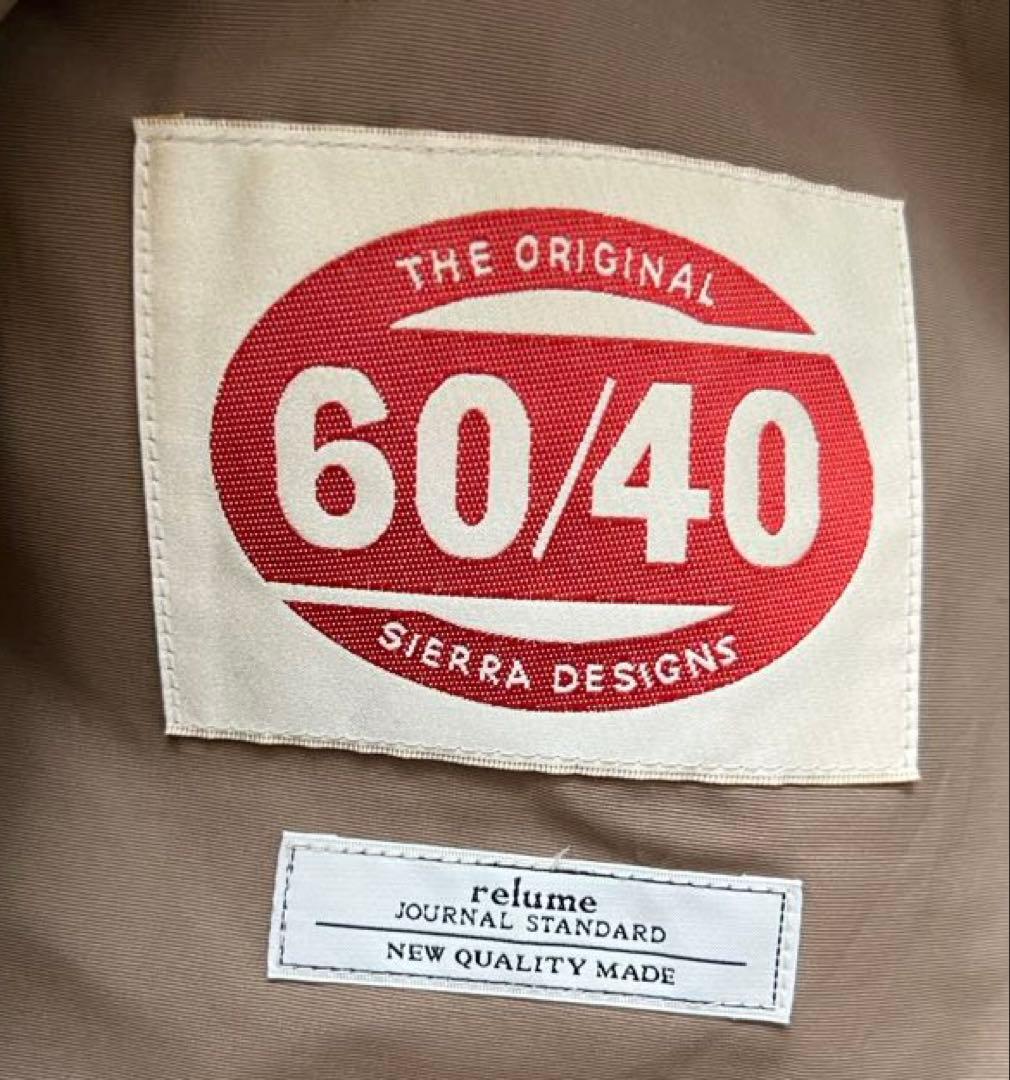 THE ORIGINAL
60/40
SIERRA DESIGNS
relume
JOURNAL STANDARD
NEW QUALITY MADE